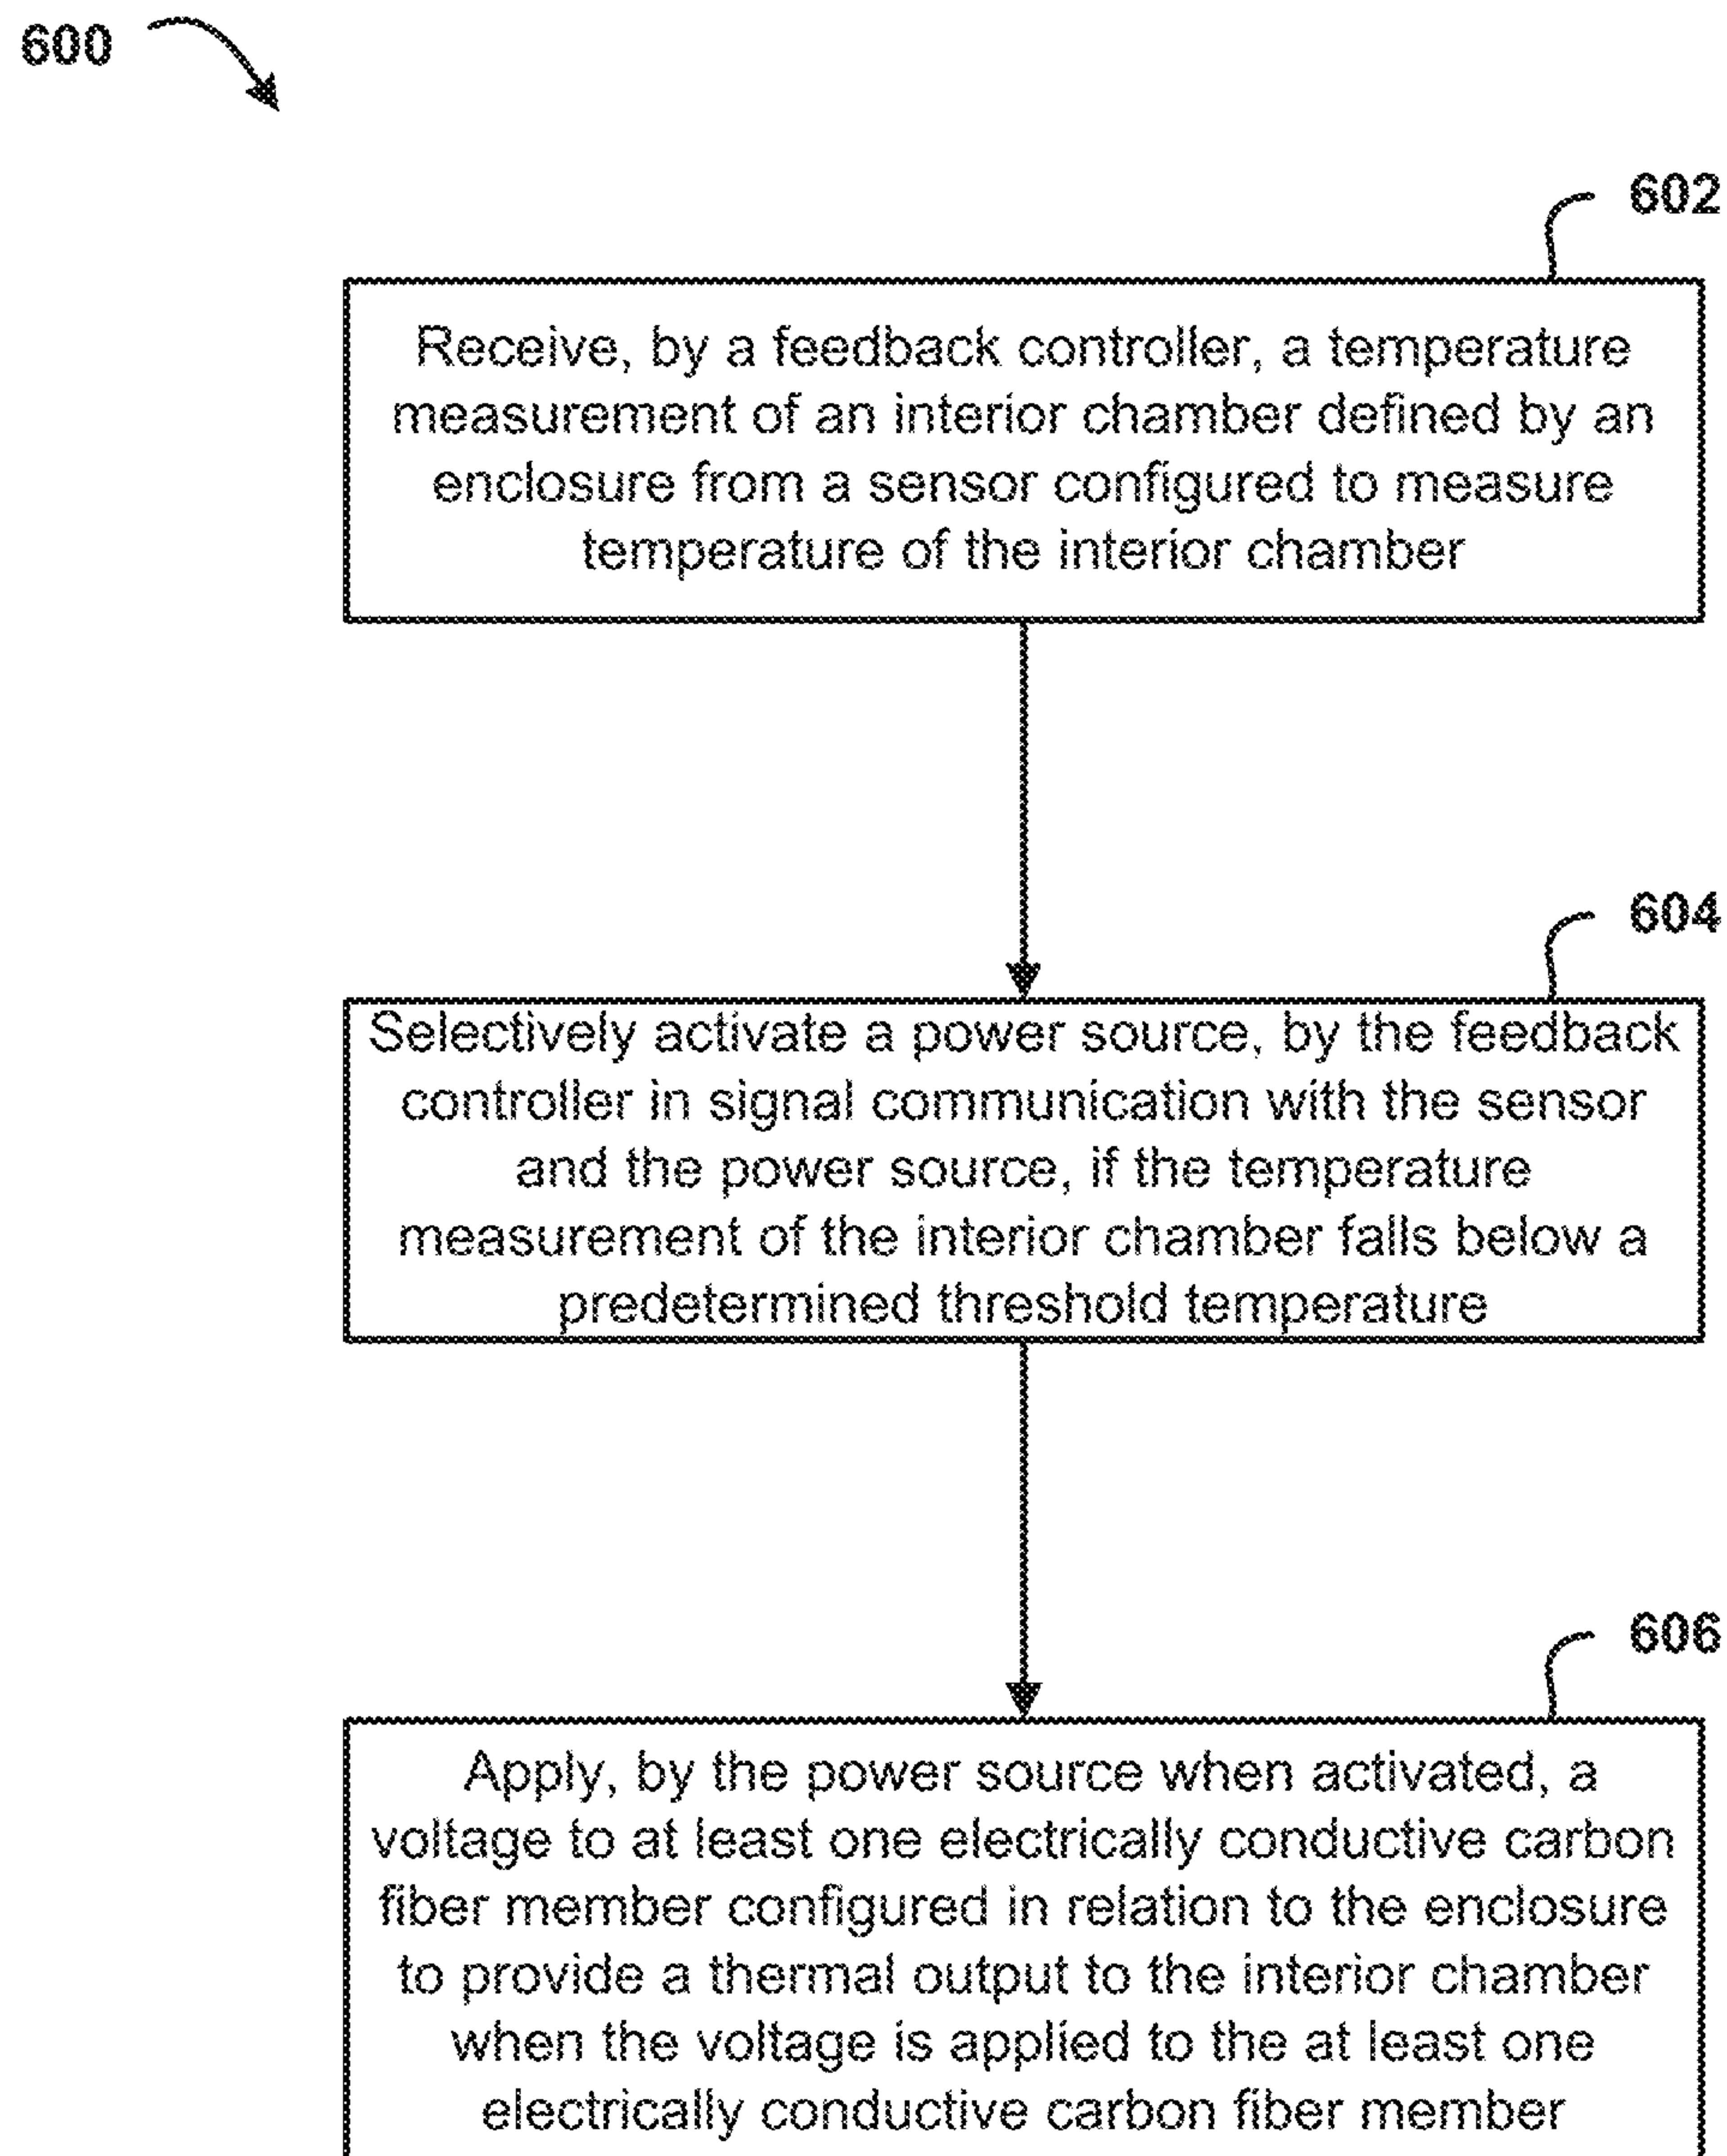 600
602
Receive, by a feedback controller, a temperature
measurement of an interior chamber defined by an
enclosure from a sensor configured to measure
temperature of the interior chamber
604
Selectively activate a power source, by the feedback
controller in signal communication with the sensor
and the power source, if the temperature
measurement of the interior chamber falls below a
predetermined threshold temperature
606
Apply, by the power source when activated, a
voltage to at least one electrically conductive carbon
fiber member configured in relation to the enclosure
to provide a thermal output to the interior chamber
when the voltage is applied to the at least one
electrically conductive carbon fiber member